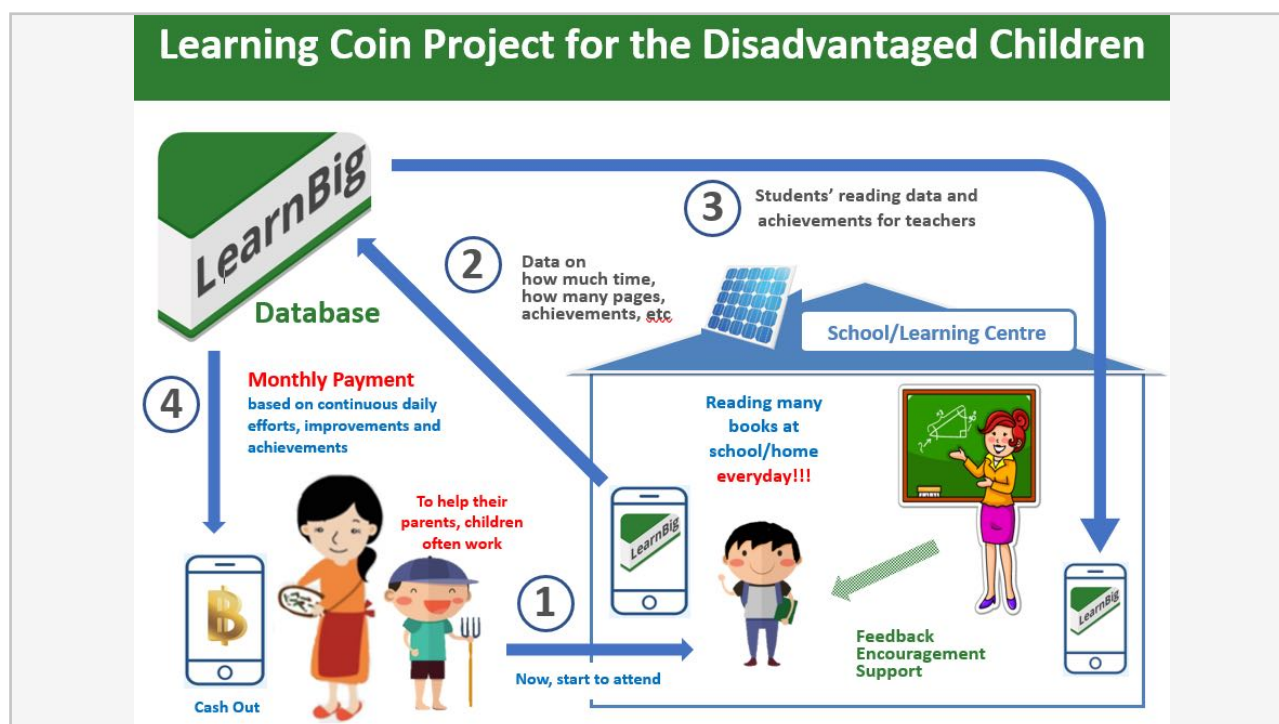 Learning Coin Project for the Disadvantaged Children
LearnBig
Database
3
Students’ reading data and
achievements for teachers
2
Data on
how much time,
how many pages,
achievements, etc
School/Learning Centre
4
Monthly Payment
based on continuous daily
efforts, improvements and
achievements
Reading many
books at
school/home
everyday!!!
To help their
parents, children
often work
LearnBig
1
Now, start to attend
Feedback
Encouragement
Support
LearnBig
Cash Out